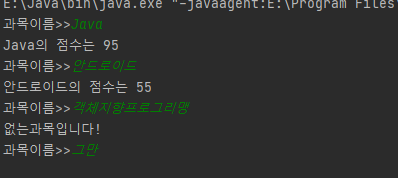 E:\Java\bin\java.exe "-javaagent:E:\Program Files
과목이름>>Java
Java의 점수는 95
과목이름>>안드로이드
안드로이드의 점수는 55
과목이름>>객체지향프로그리맹
없는과목입니다!
과목이름>>그만